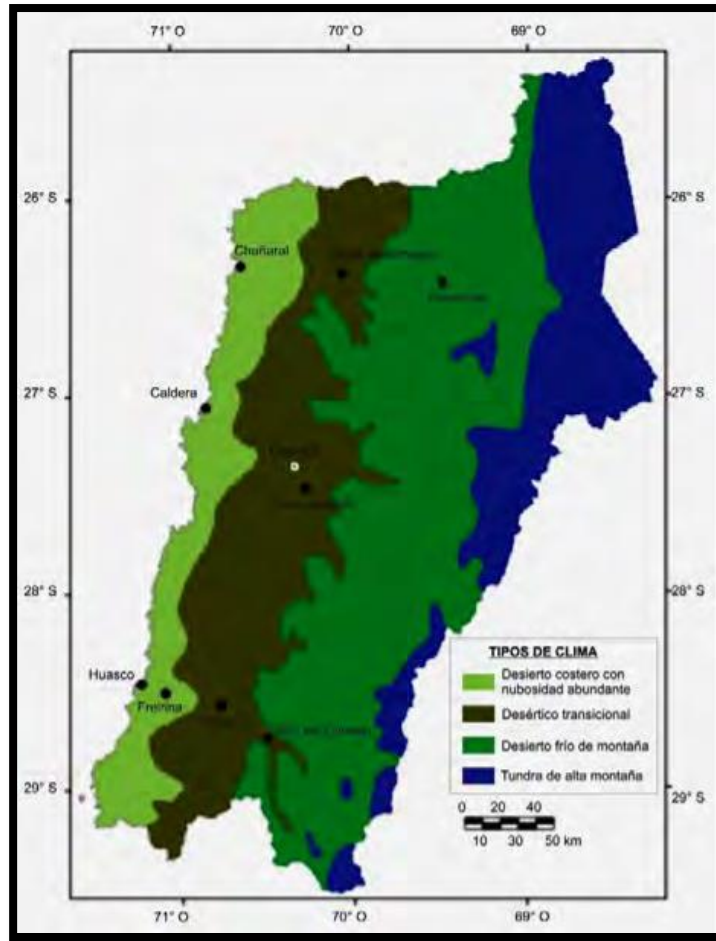 71° O 70° O 69° O
26° S 26° S
Chañaral
27° S 27° S
Caldera
28° S 28° S
Huasco
Freirina
29° S 29° S
TIPOS DE CLIMA
Desierto costero con
nubosidad abundante
Desértico transicional
Desierto frío de montaña
Tundra de alta montaña
0 20 40
10 30 50 km
71° O 70° O 69° O